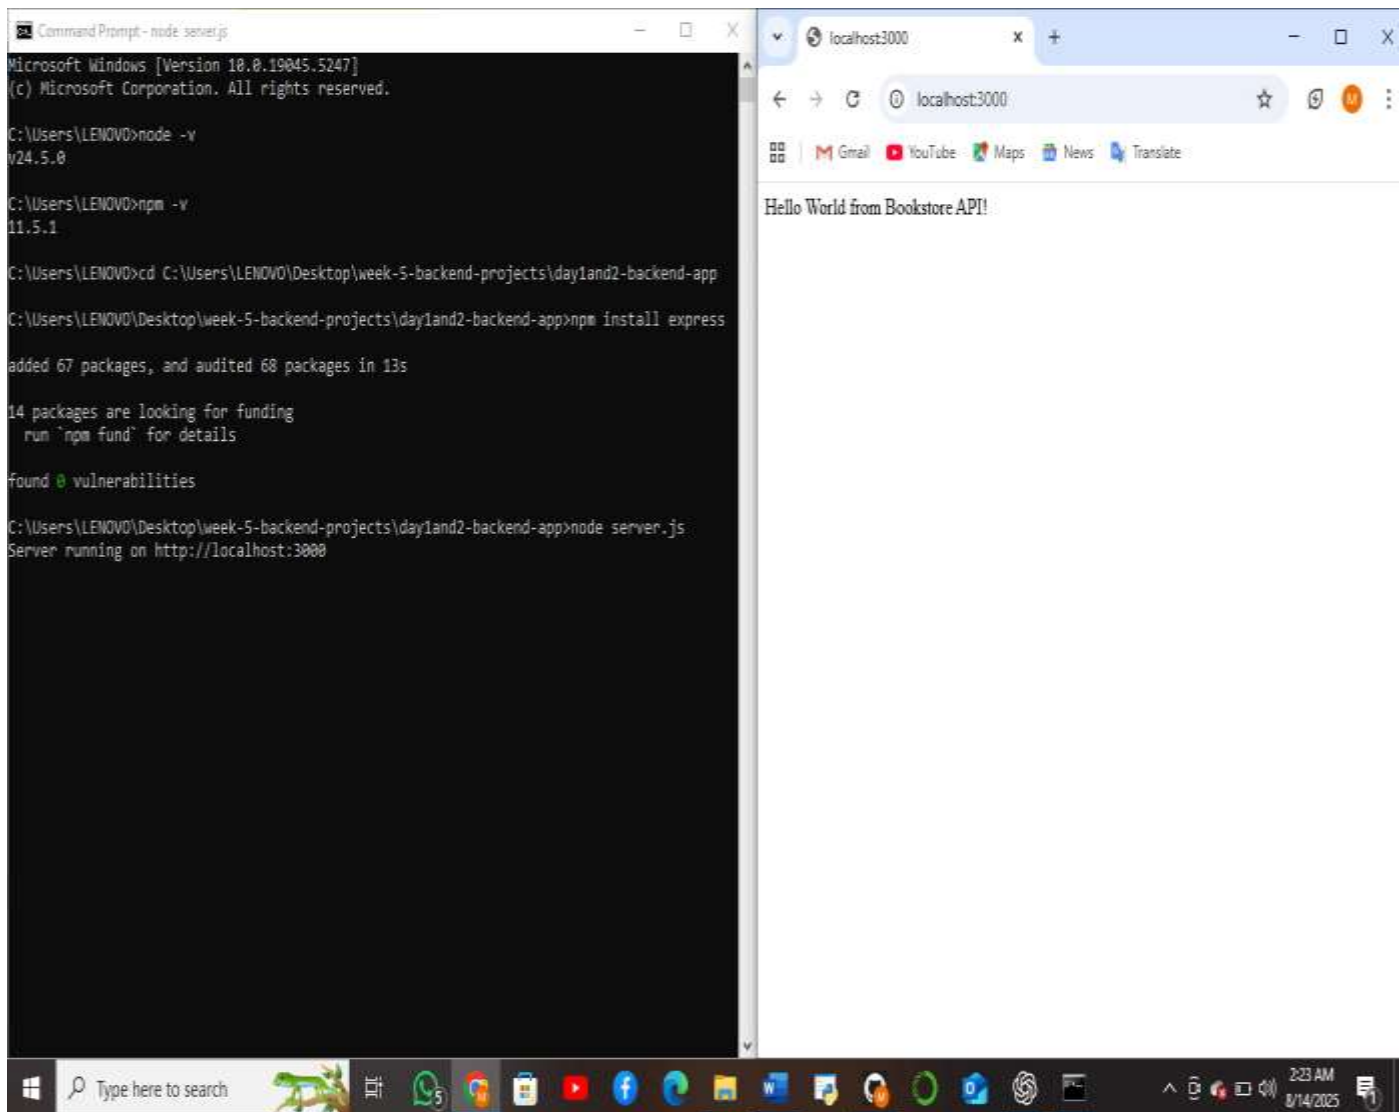 Command Prompt - node server.js
Microsoft Windows [Version 10.0.19045.5247]
(c) Microsoft Corporation. All rights reserved.
C:\Users\LENOVO>node -v
v24.5.0
C:\Users\LENOVO>npm -v
11.5.1
C:\Users\LENOVO>cd C:\Users\LENOVO\Desktop\week-5-backend-projects\day1and2-backend-app
C:\Users\LENOVO\Desktop\week-5-backend-projects\day1and2-backend-app>npm install express
added 67 packages, and audited 68 packages in 13s
14 packages are looking for funding
  run `npm fund` for details
found 0 vulnerabilities
C:\Users\LENOVO\Desktop\week-5-backend-projects\day1and2-backend-app>node server.js
Server running on http://localhost:3000
localhost:3000
localhost:3000
M
Gmail YouTube Maps News Translate
Hello World from Bookstore API!
Type here to search
5
2:23 AM
8/14/2025
1